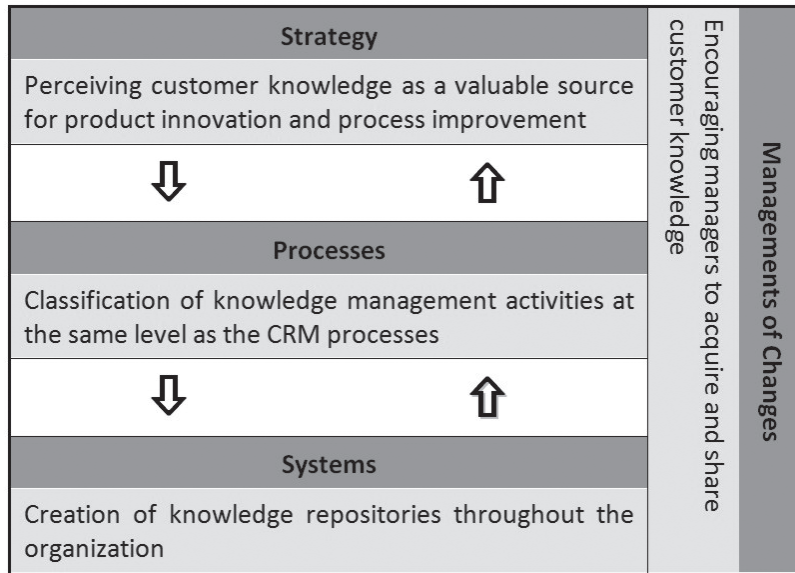 Strategy
Perceiving customer knowledge as a valuable source
for product innovation and process improvement
Processes
Classification of knowledge management activities at
the same level as the CRM processes
Systems
Creation of knowledge repositories throughout the
organization
Encouraging managers to acquire and share
customer knowledge
Managements of Changes